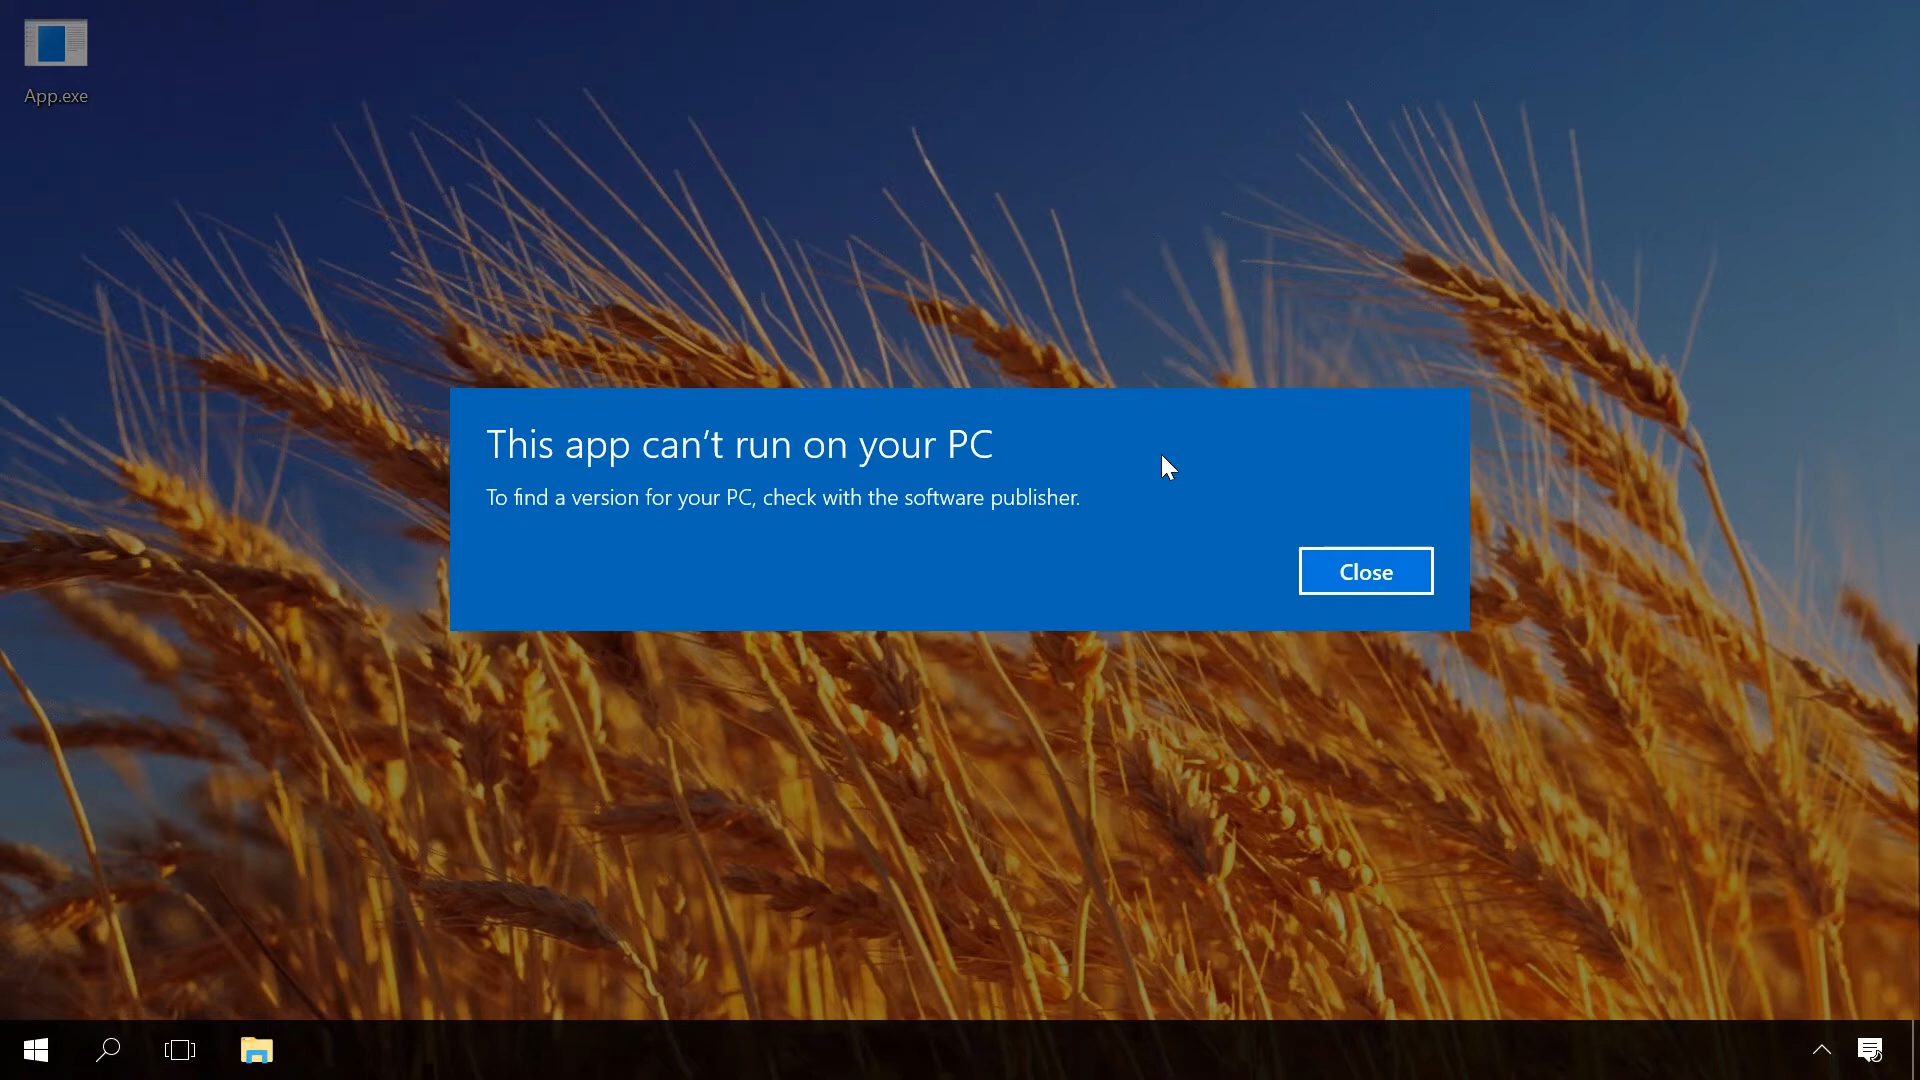 App.exe
This app can’t run on your PC
To find a version for your PC, check with the software publisher.
Close